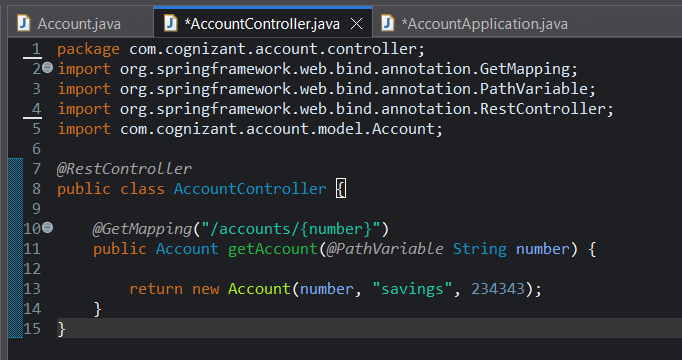 Account.java *AccountController.java *AccountApplication.java
1 package com.cognizant.account.controller;
2 import org.springframework.web.bind.annotation.GetMapping;
3 import org.springframework.web.bind.annotation.PathVariable;
4 import org.springframework.web.bind.annotation.RestController;
5 import com.cognizant.account.model.Account;
6
7 @RestController
8 public class AccountController {
9
10 @GetMapping("/accounts/{number}")
11 public Account getAccount(@PathVariable String number) {
12
13 return new Account(number, "savings", 234343);
14 }
15 }